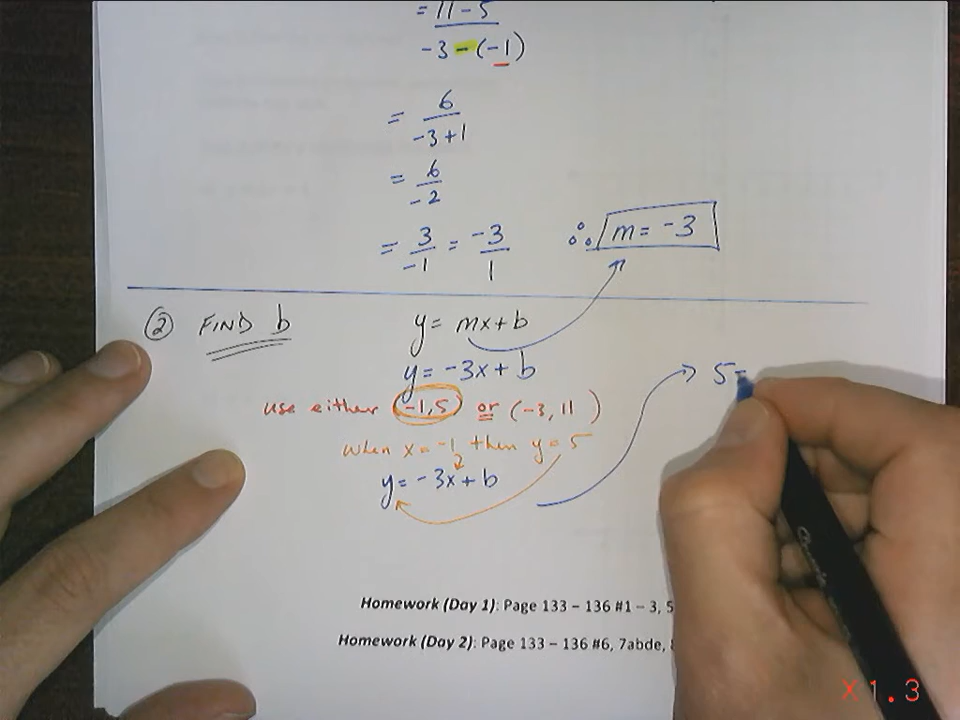 = 11 - 5
-3 - (-1)
= 6
-3 + 1
= 6
-2
= 3 = -3
-1 1
∴ m = -3
② FIND b
y = mx + b
y = -3x + b
use either (-1, 5) or (-3, 11)
when x = -1, then y = 5
y = -3x + b
5 =
Homework (Day 1): Page 133 – 136 #1 – 3, 5
Homework (Day 2): Page 133 – 136 #6, 7abde,
X1.3